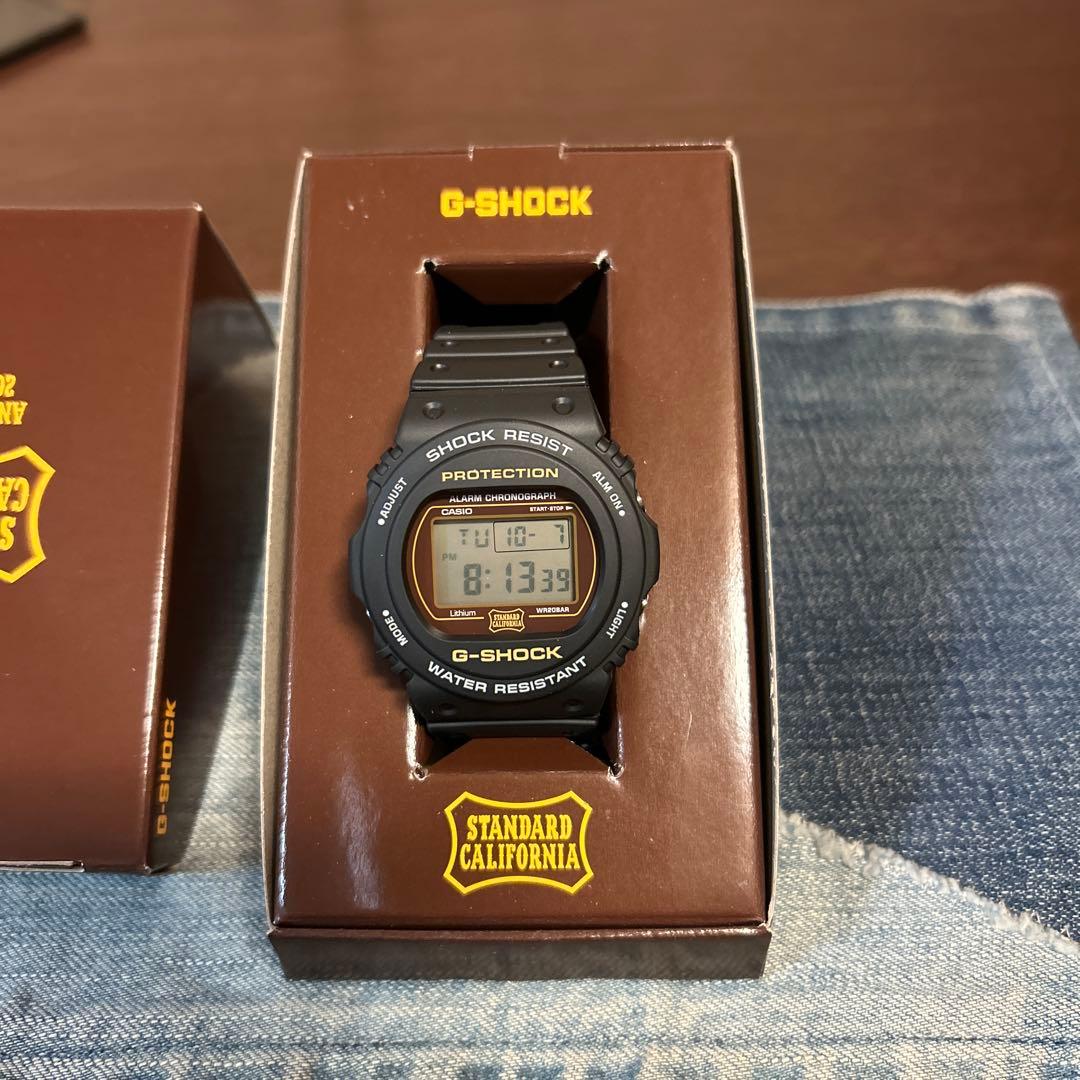 G-SHOCK
SHOCK RESIST
PROTECTION
•ADJUST
ALM ON•
ALARM CHRONOGRAPH
CASIO
START-STOP ▶
TU 10- 7
PM
8:13 39
Lithium
WR20BAR
STANDARD
CALIFORNIA
•MODE
•LIGHT
G-SHOCK
WATER RESISTANT
STANDARD
CALIFORNIA
G-SHOCK